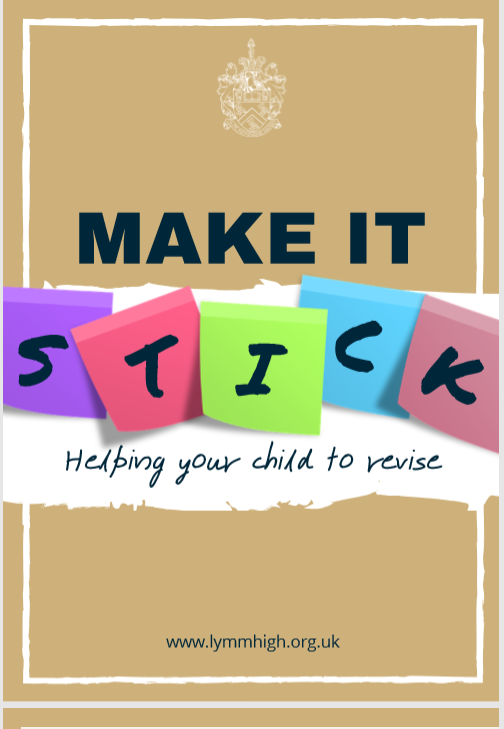 MAKE IT
STICK
Helping your child to revise
www.lymmhigh.org.uk